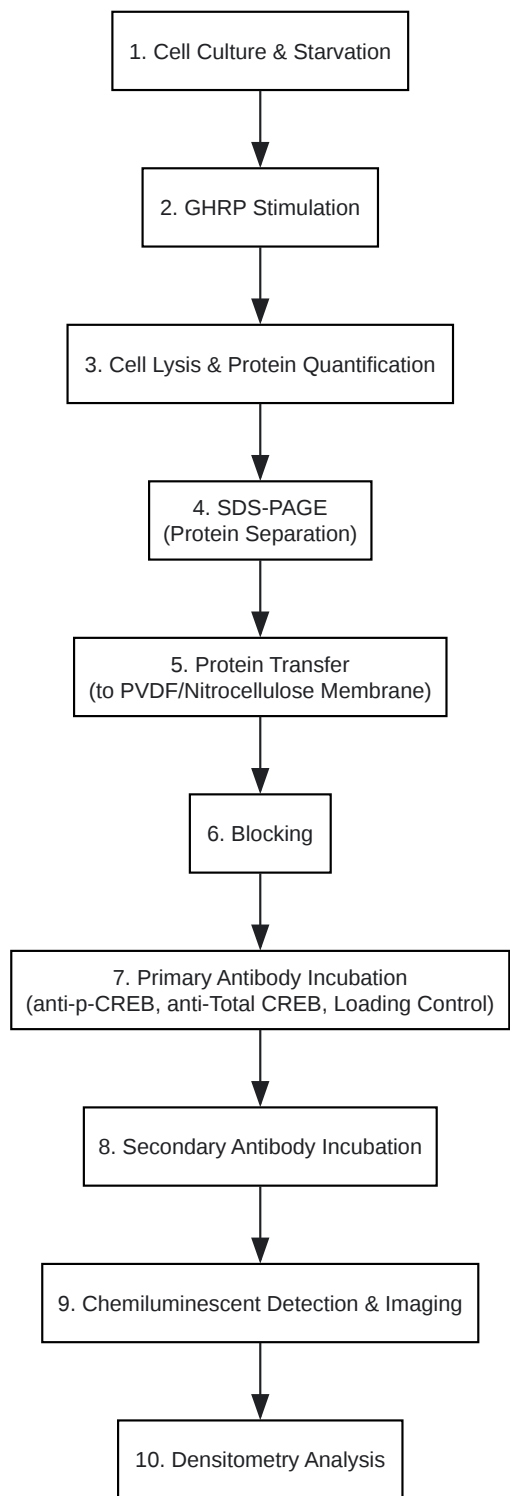 1. Cell Culture & Starvation
2. GHRP Stimulation
3. Cell Lysis & Protein Quantification
4. SDS-PAGE
(Protein Separation)
5. Protein Transfer
(to PVDF/Nitrocellulose Membrane)
6. Blocking
7. Primary Antibody Incubation
(anti-p-CREB, anti-Total CREB, Loading Control)
8. Secondary Antibody Incubation
9. Chemiluminescent Detection & Imaging
10. Densitometry Analysis